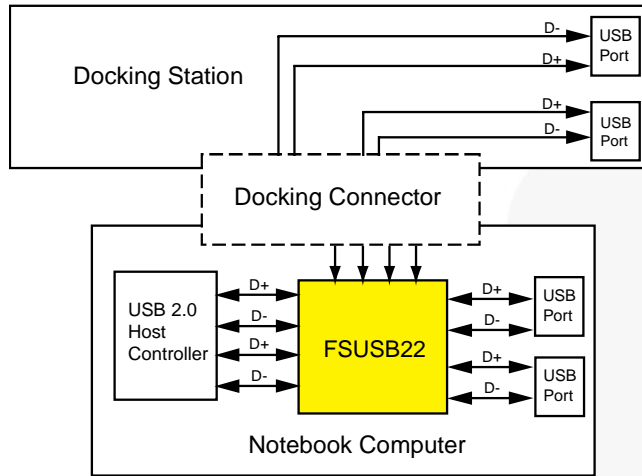 D-
USB
Port
D+
Docking Station
D+
USB
Port
D-
Docking Connector
USB 2.0
Host
Controller
D+
D-
D+
D-
FSUSB22
D+
D-
D+
D-
USB
Port
USB
Port
Notebook Computer